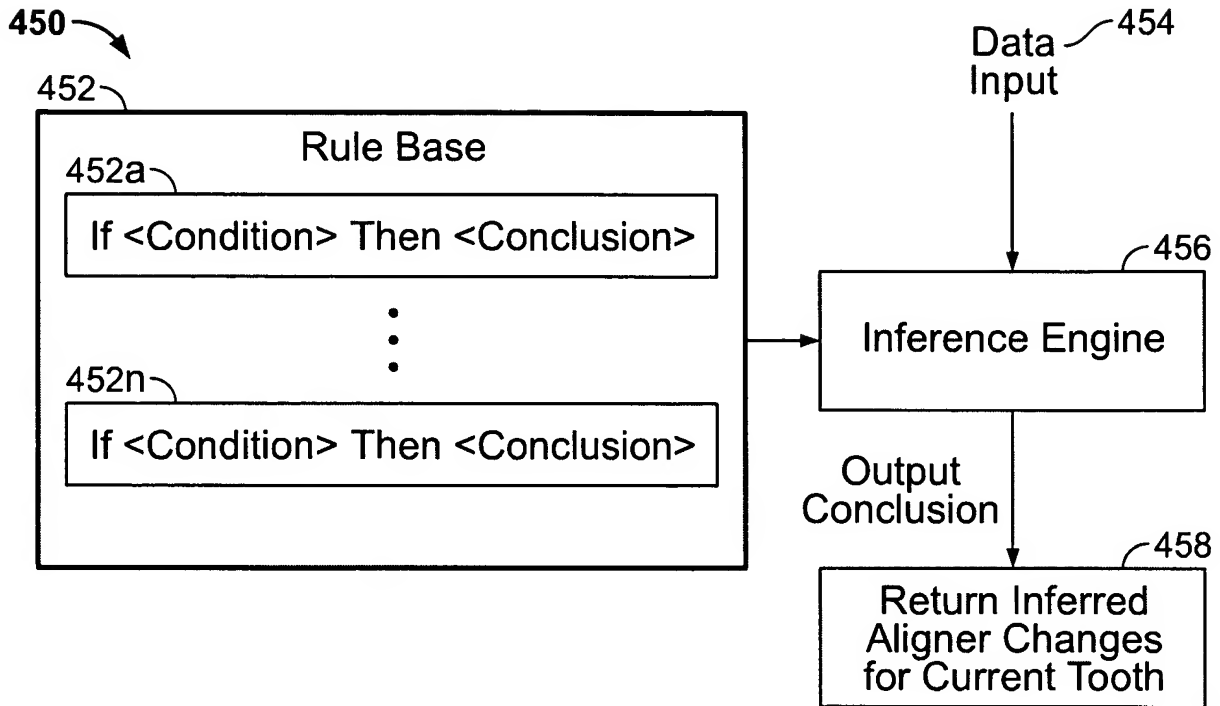 450
452
Rule Base
452a
If <Condition> Then <Conclusion>
452n
If <Condition> Then <Conclusion>
454
Data
Input
456
Inference Engine
Output
Conclusion
458
Return Inferred
Aligner Changes
for Current Tooth